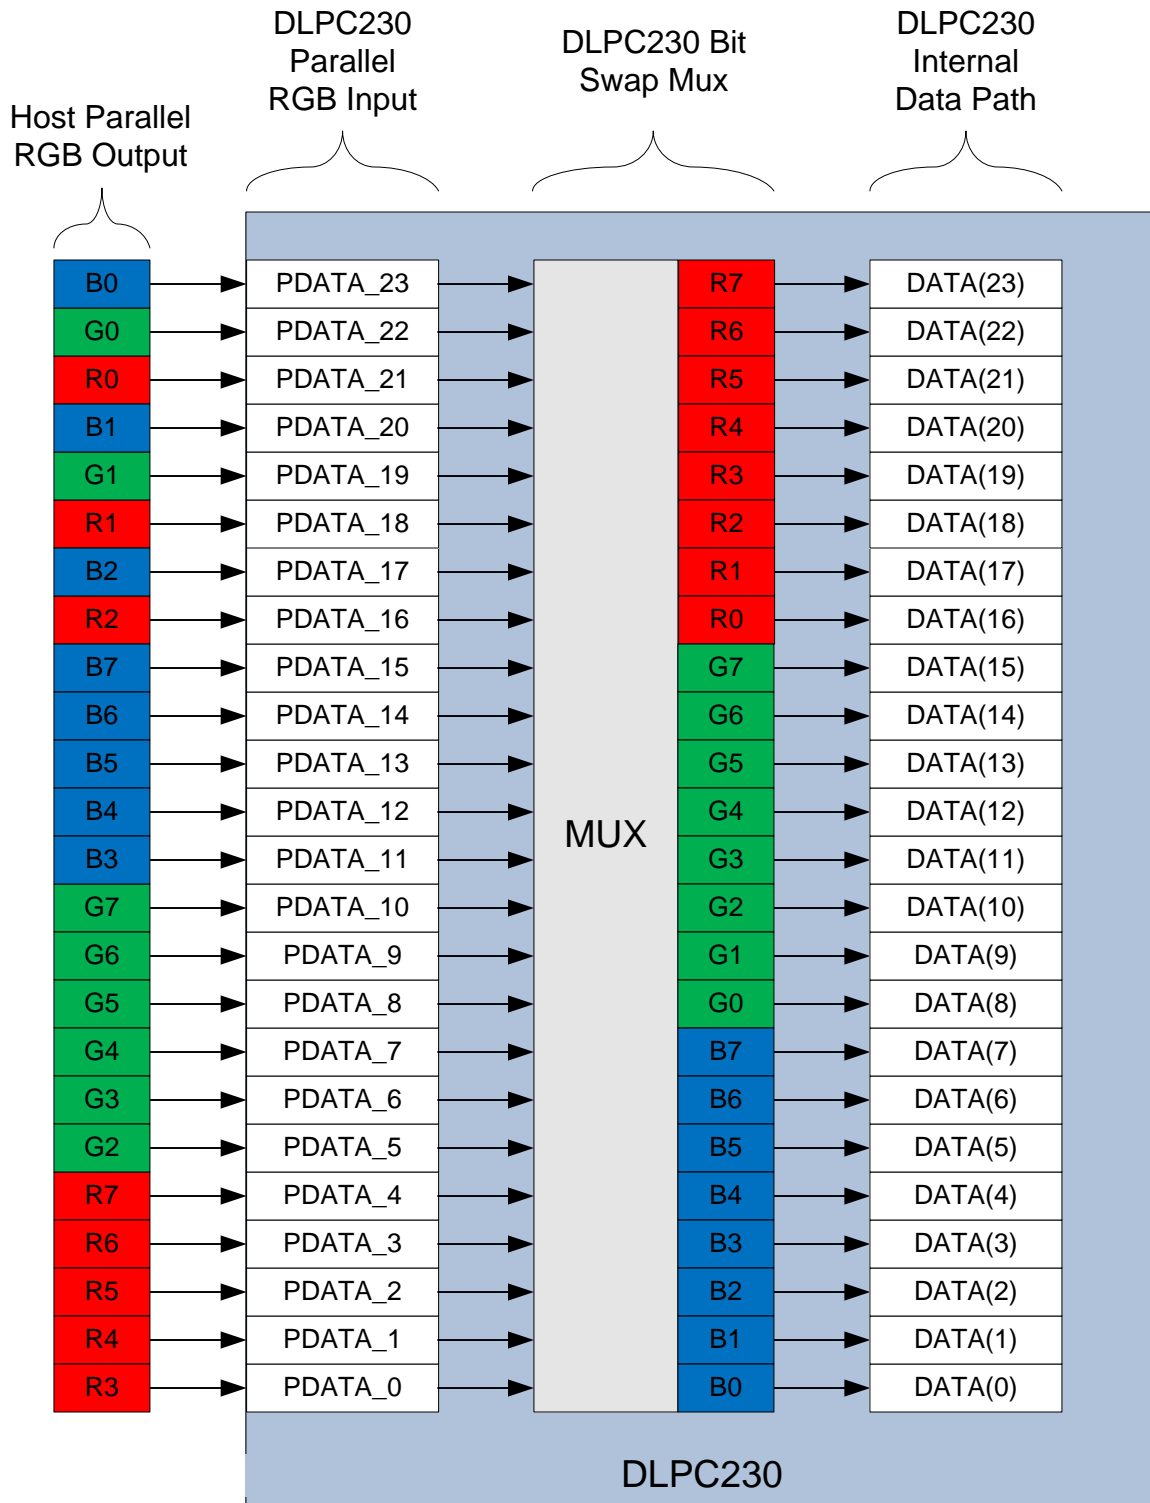 DLPC230
Parallel
RGB Input
DLPC230 Bit
Swap Mux
DLPC230
Internal
Data Path
Host Parallel
RGB Output
B0 PDATA_23 R7 DATA(23)
G0 PDATA_22 R6 DATA(22)
R0 PDATA_21 R5 DATA(21)
B1 PDATA_20 R4 DATA(20)
G1 PDATA_19 R3 DATA(19)
R1 PDATA_18 R2 DATA(18)
B2 PDATA_17 R1 DATA(17)
R2 PDATA_16 R0 DATA(16)
B7 PDATA_15 G7 DATA(15)
B6 PDATA_14 G6 DATA(14)
B5 PDATA_13 G5 DATA(13)
B4 PDATA_12 G4 DATA(12)
MUX
B3 PDATA_11 G3 DATA(11)
G7 PDATA_10 G2 DATA(10)
G6 PDATA_9 G1 DATA(9)
G5 PDATA_8 G0 DATA(8)
G4 PDATA_7 B7 DATA(7)
G3 PDATA_6 B6 DATA(6)
G2 PDATA_5 B5 DATA(5)
R7 PDATA_4 B4 DATA(4)
R6 PDATA_3 B3 DATA(3)
R5 PDATA_2 B2 DATA(2)
R4 PDATA_1 B1 DATA(1)
R3 PDATA_0 B0 DATA(0)
DLPC230